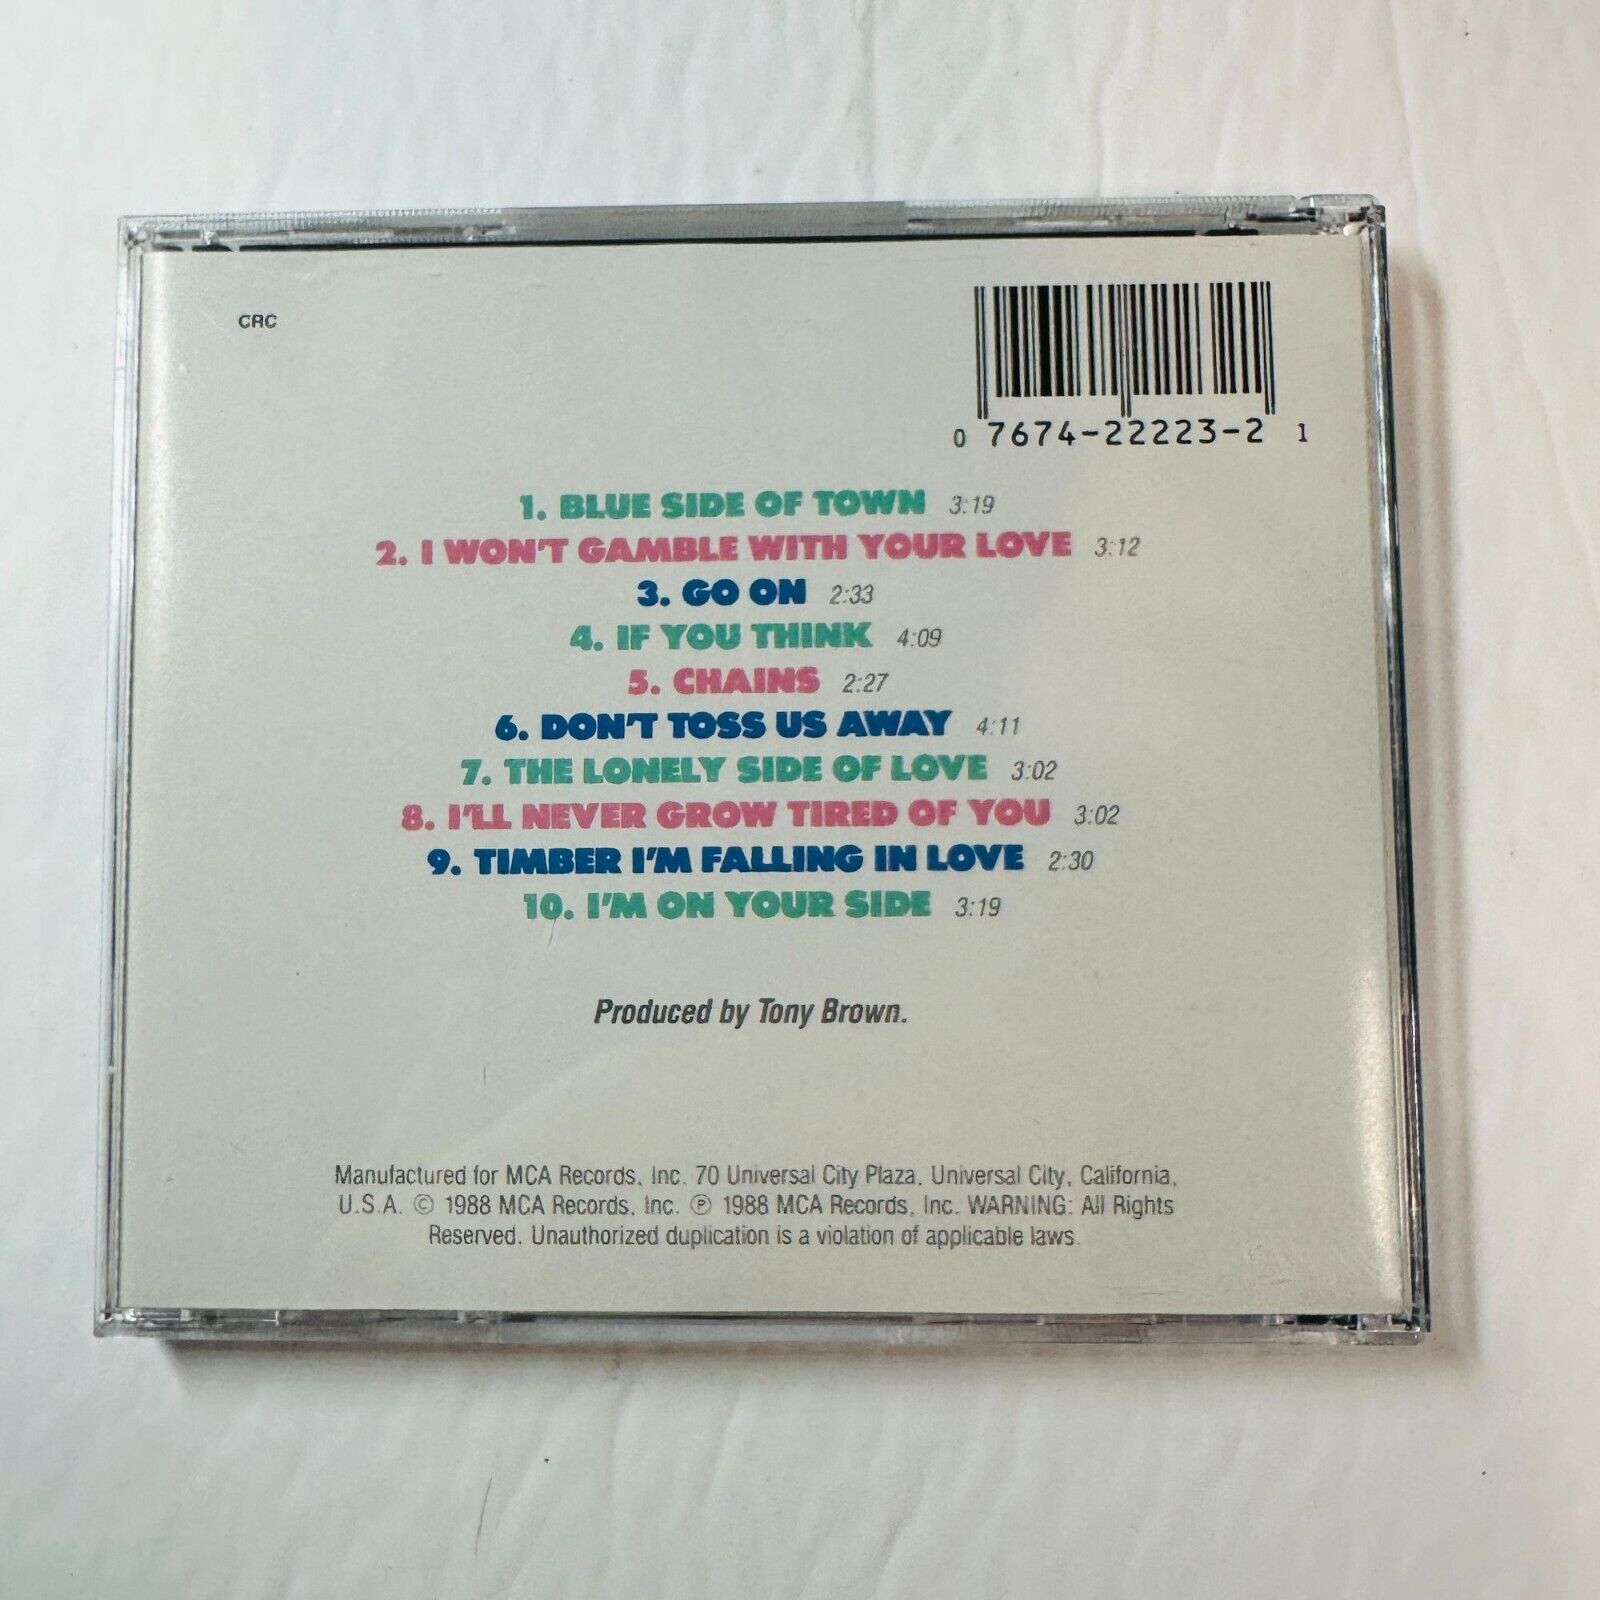 CRC
0 7674-22223-2 1
1. BLUE SIDE OF TOWN 3:19
2. I WON'T GAMBLE WITH YOUR LOVE 3:12
3. GO ON 2:33
4. IF YOU THINK 4:09
5. CHAINS 2:27
6. DON'T TOSS US AWAY 4:11
7. THE LONELY SIDE OF LOVE 3:02
8. I'LL NEVER GROW TIRED OF YOU 3:02
9. TIMBER I'M FALLING IN LOVE 2:30
10. I'M ON YOUR SIDE 3:19
Produced by Tony Brown.
Manufactured for MCA Records, Inc. 70 Universal City Plaza, Universal City, California,
U.S.A. © 1988 MCA Records, Inc. ℗ 1988 MCA Records, Inc. WARNING: All Rights
Reserved. Unauthorized duplication is a violation of applicable laws.